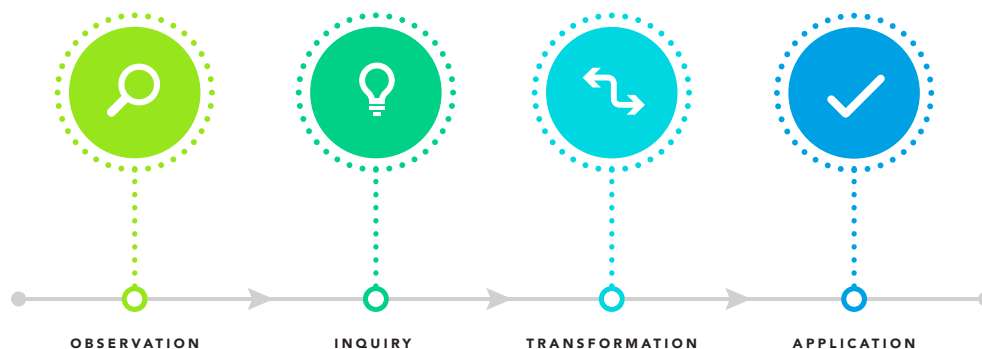 OBSERVATION
INQUIRY
TRANSFORMATION
APPLICATION